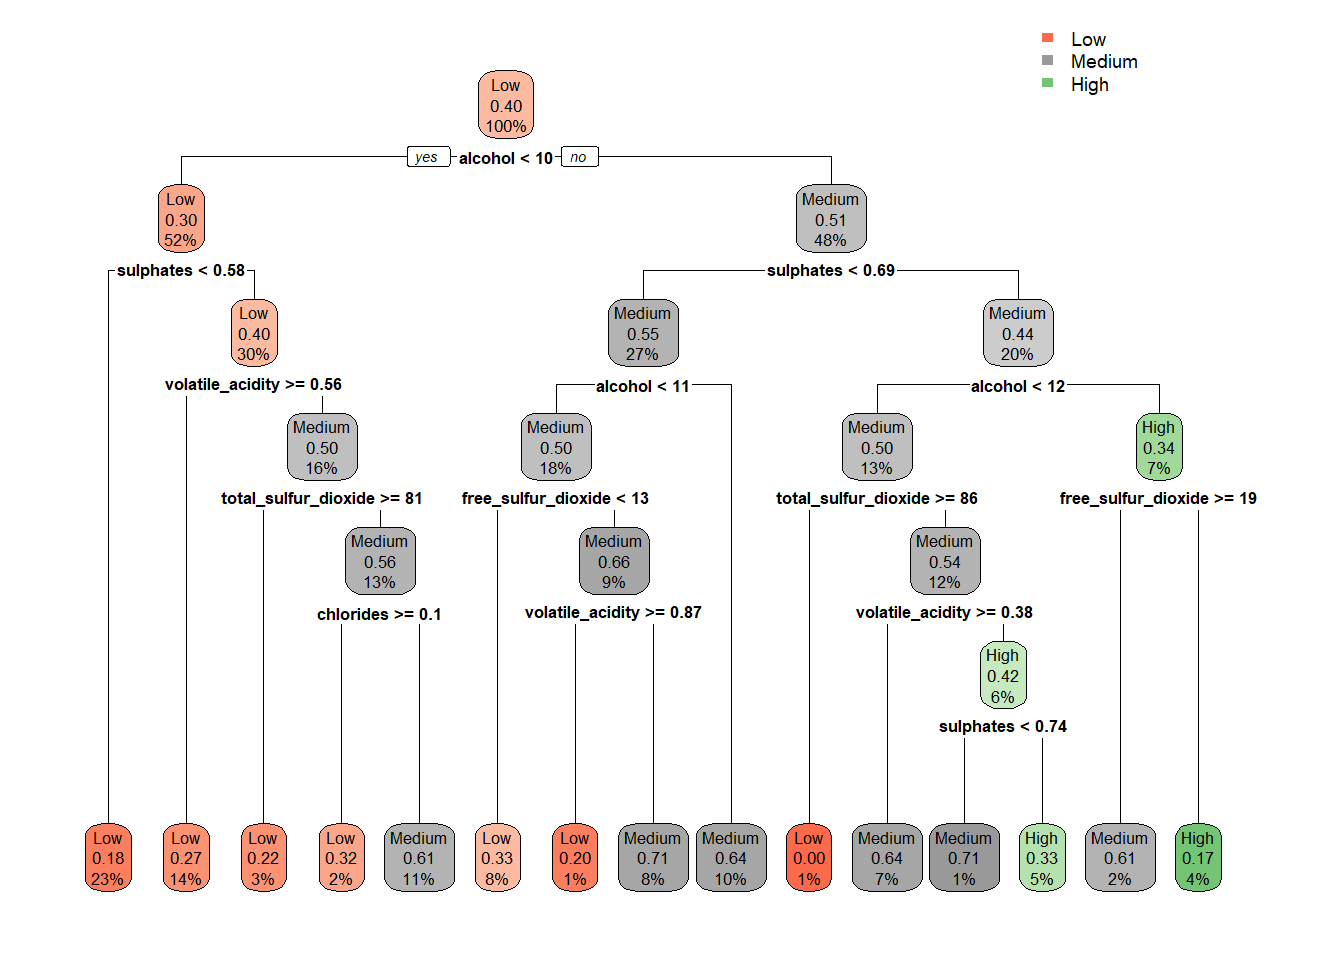 Low
Medium
High
Low
0.40
100%
yes alcohol < 10 no
Low
0.30
52%
Medium
0.51
48%
sulphates < 0.58
sulphates < 0.69
Low
0.40
30%
Medium
0.55
27%
Medium
0.44
20%
volatile_acidity >= 0.56
alcohol < 11
alcohol < 12
Medium
0.50
16%
Medium
0.50
18%
Medium
0.50
13%
High
0.34
7%
total_sulfur_dioxide >= 81
free_sulfur_dioxide < 13
total_sulfur_dioxide >= 86
free_sulfur_dioxide >= 19
Medium
0.56
13%
Medium
0.66
9%
Medium
0.54
12%
chlorides >= 0.1
volatile_acidity >= 0.87
volatile_acidity >= 0.38
High
0.42
6%
sulphates < 0.74
Low
0.18
23%
Low
0.27
14%
Low
0.22
3%
Low
0.32
2%
Medium
0.61
11%
Low
0.33
8%
Low
0.20
1%
Medium
0.71
8%
Medium
0.64
10%
Low
0.00
1%
Medium
0.64
7%
Medium
0.71
1%
High
0.33
5%
Medium
0.61
2%
High
0.17
4%